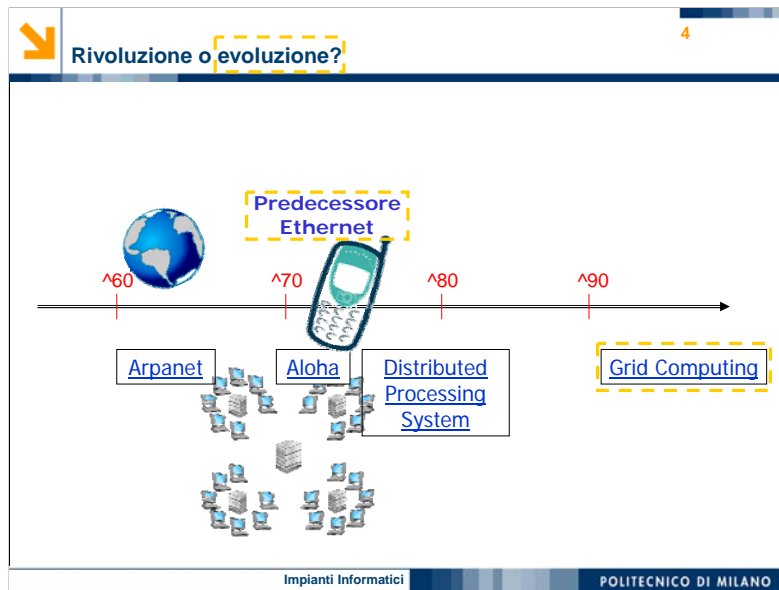 4
Rivoluzione o evoluzione?
Predecessore
Ethernet
^60
^70
^80
^90
Arpanet
Aloha
Distributed
Processing
System
Grid Computing
Impianti Informatici
POLITECNICO DI MILANO